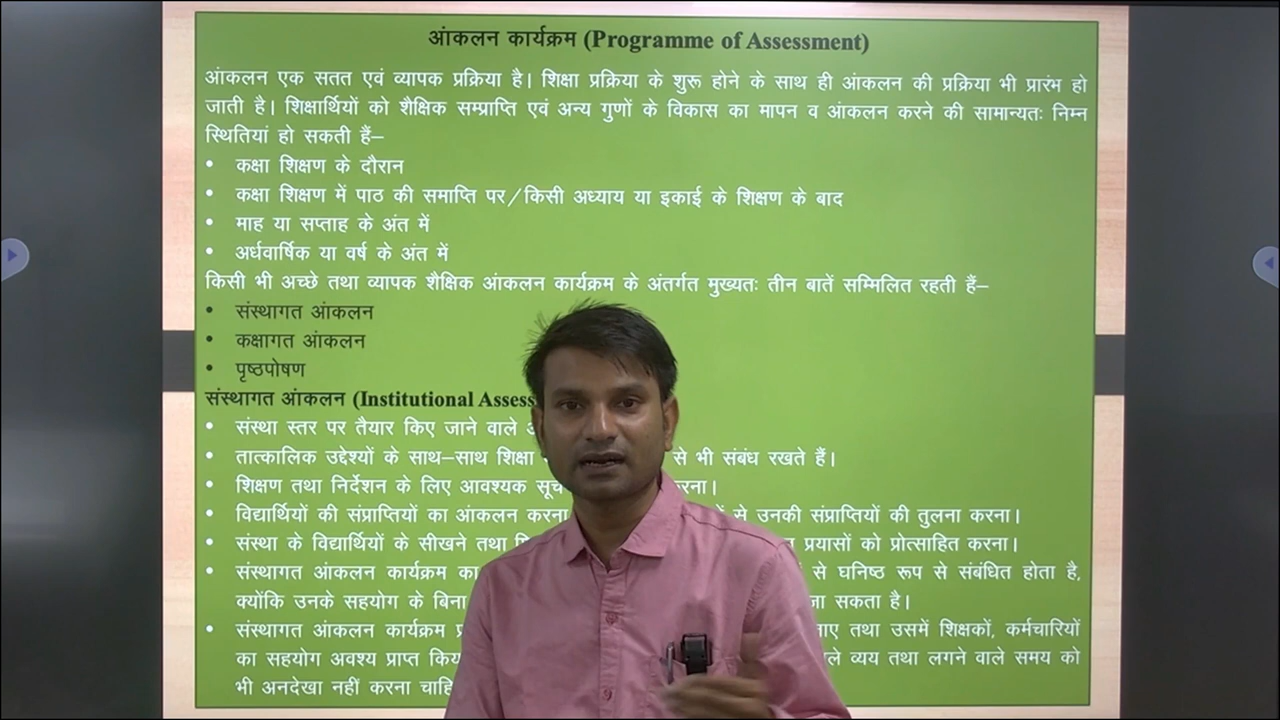 आंकलन कार्यक्रम (Programme of Assessment)
आंकलन एक सतत एवं व्यापक प्रक्रिया है। शिक्षा प्रक्रिया के शुरू होने के साथ ही आंकलन की प्रक्रिया भी प्रारंभ हो
जाती है। शिक्षार्थियों को शैक्षिक सम्प्राप्ति एवं अन्य गुणों के विकास का मापन व आंकलन करने की सामान्यतः निम्न
स्थितियां हो सकती हैं–
• कक्षा शिक्षण के दौरान
• कक्षा शिक्षण में पाठ की समाप्ति पर/किसी अध्याय या इकाई के शिक्षण के बाद
• माह या सप्ताह के अंत में
• अर्धवार्षिक या वर्ष के अंत में
किसी भी अच्छे तथा व्यापक शैक्षिक आंकलन कार्यक्रम के अंतर्गत मुख्यतः तीन बातें सम्मिलित रहती हैं–
• संस्थागत आंकलन
• कक्षागत आंकलन
• पृष्ठपोषण
संस्थागत आंकलन (Institutional
• संस्था स्तर पर तैयार किए जाने वाले
• तात्कालिक उद्देश्यों के साथ–साथ शिक्षा से भी संबंध रखते हैं।
• शिक्षण तथा निर्देशन के लिए आवश्यक
• विद्यार्थियों की संप्राप्तियों का आंकलन करना से उनकी संप्राप्तियों की तुलना करना।
• संस्था के विद्यार्थियों के सीखने तथा प्रयासों को प्रोत्साहित करना।
• संस्थागत आंकलन कार्यक्रम से घनिष्ठ रूप से संबंधित होता है,
क्योंकि उनके सहयोग के बिना जा सकता है।
• संस्थागत आंकलन कार्यक्रम तथा उसमें शिक्षकों, कर्मचारियों
का सहयोग अवश्य प्राप्त व्यय तथा लगने वाले समय को
भी अनदेखा नहीं करना